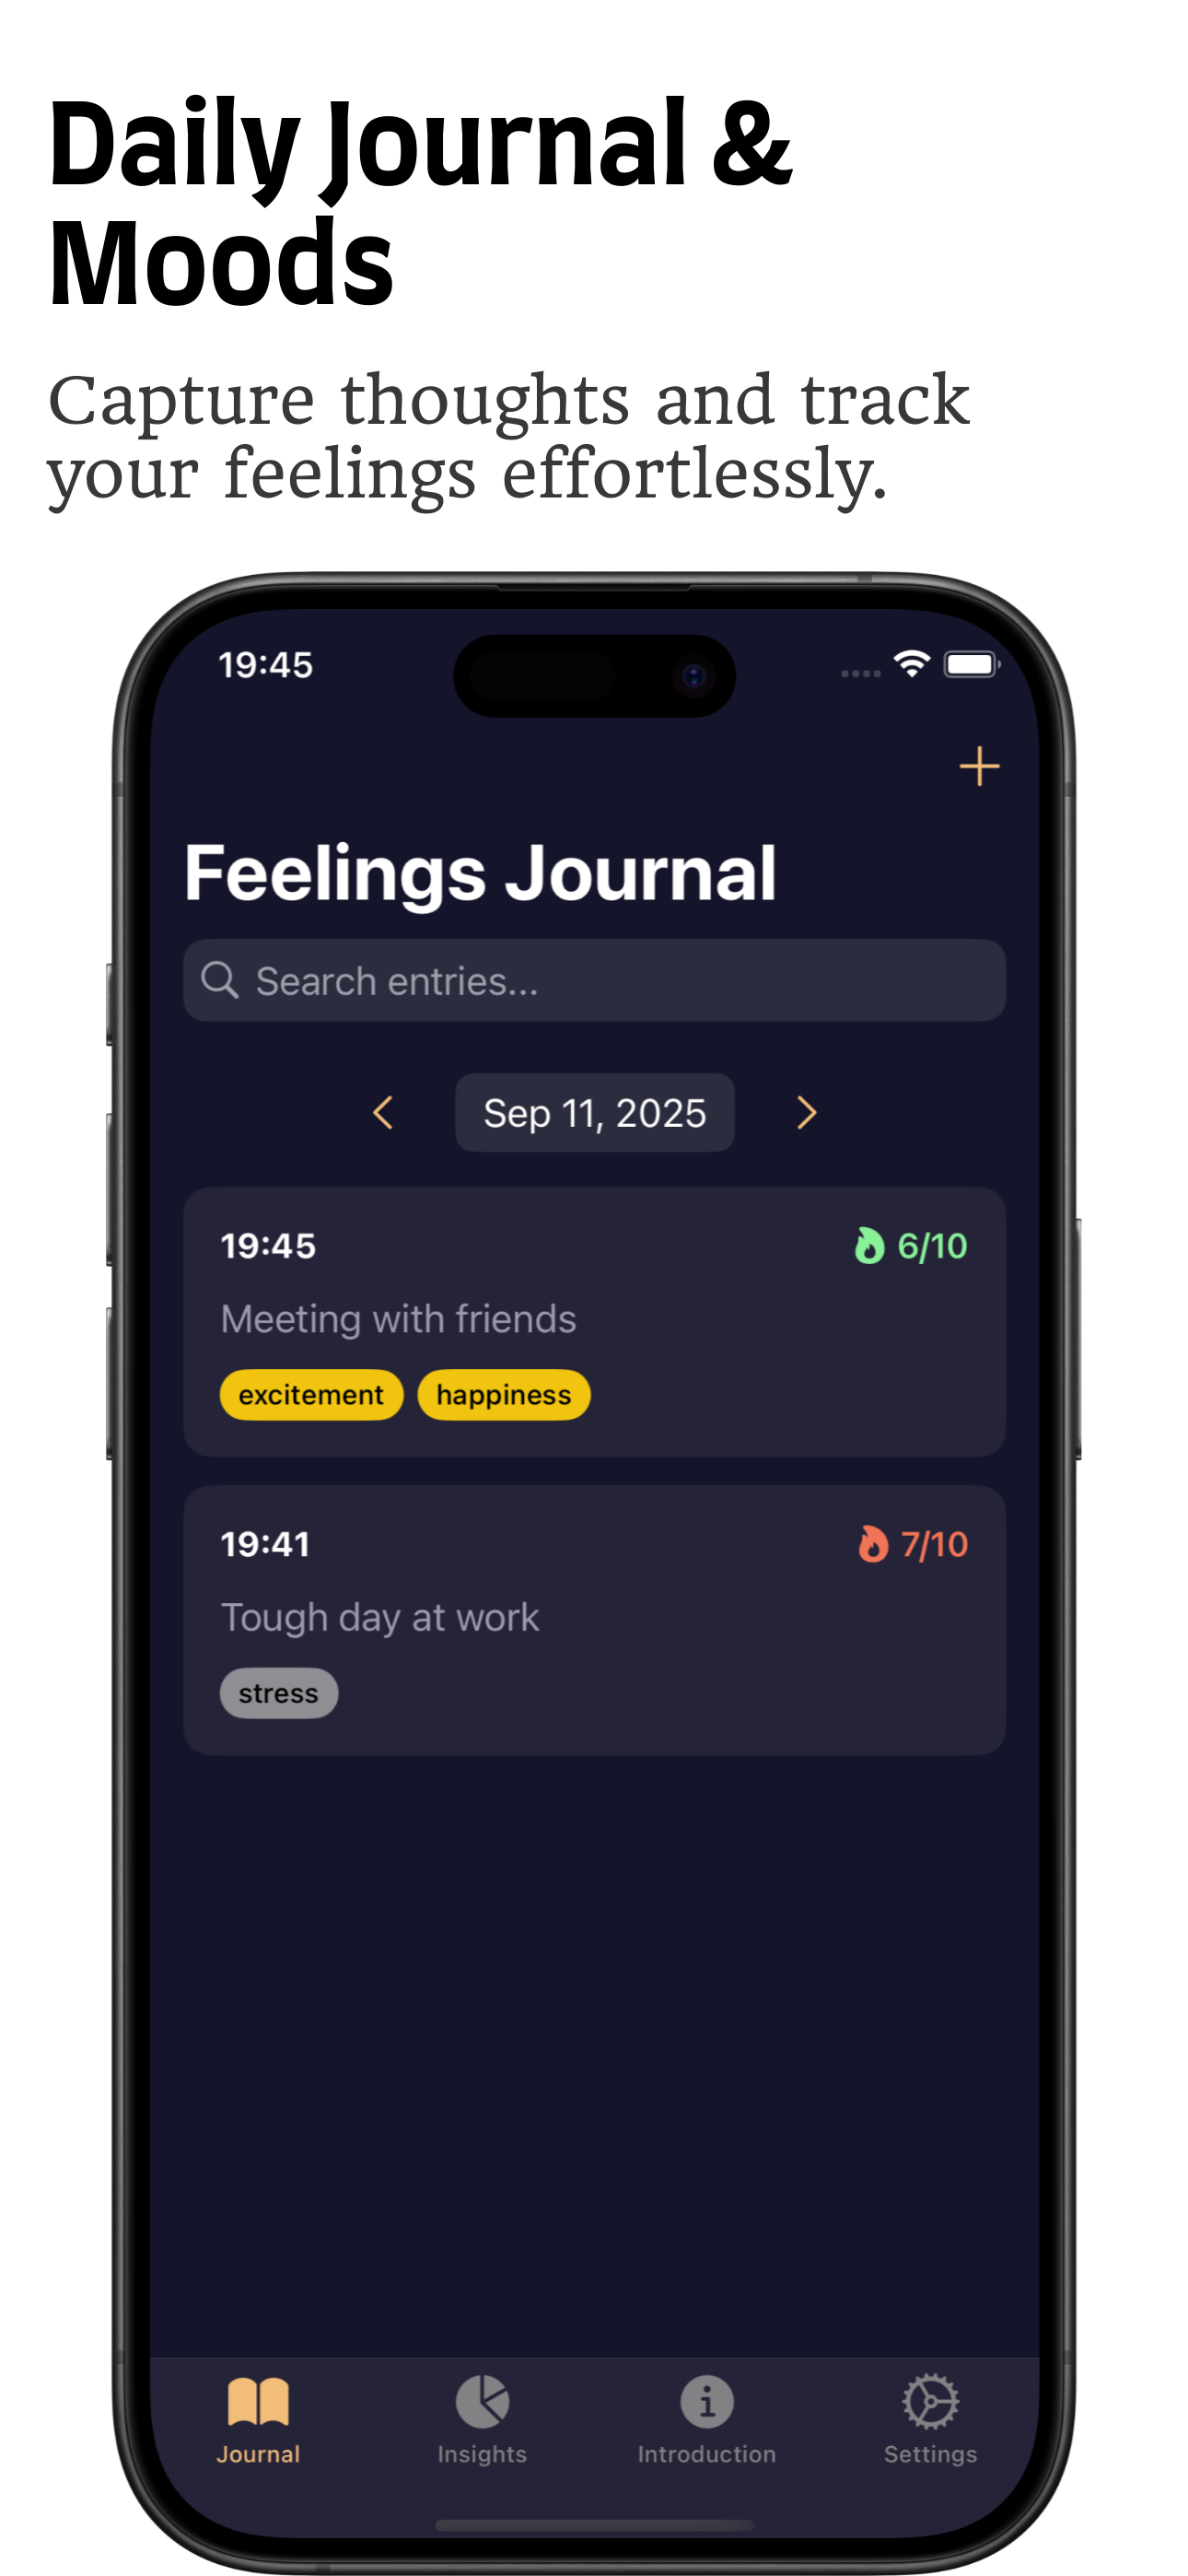 Daily Journal &
Moods
Capture thoughts and track
your feelings effortlessly.
19:45
Feelings Journal
Search entries...
Sep 11, 2025
19:45 6/10
Meeting with friends
excitement happiness
19:41 7/10
Tough day at work
stress
Journal Insights Introduction Settings